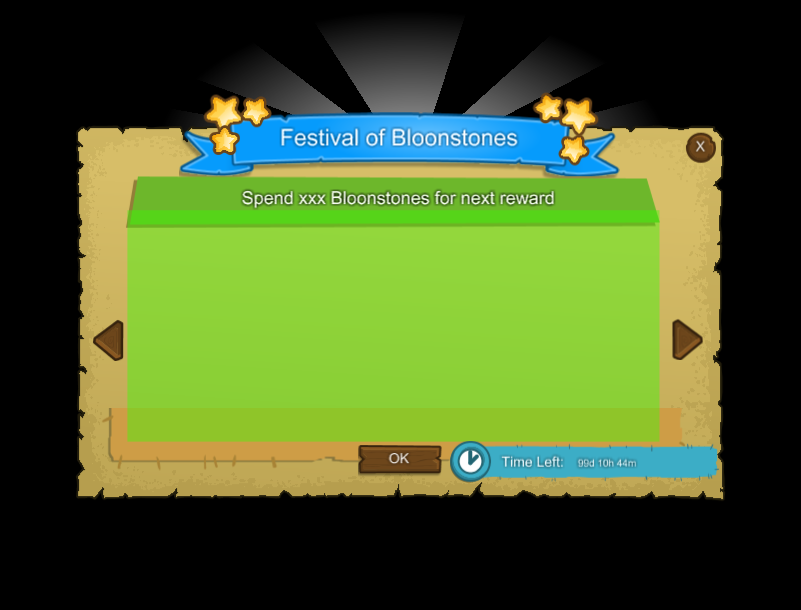 Festival of Bloonstones
X
Spend xxx Bloonstones for next reward
OK
Time Left: 99d 10h 44m